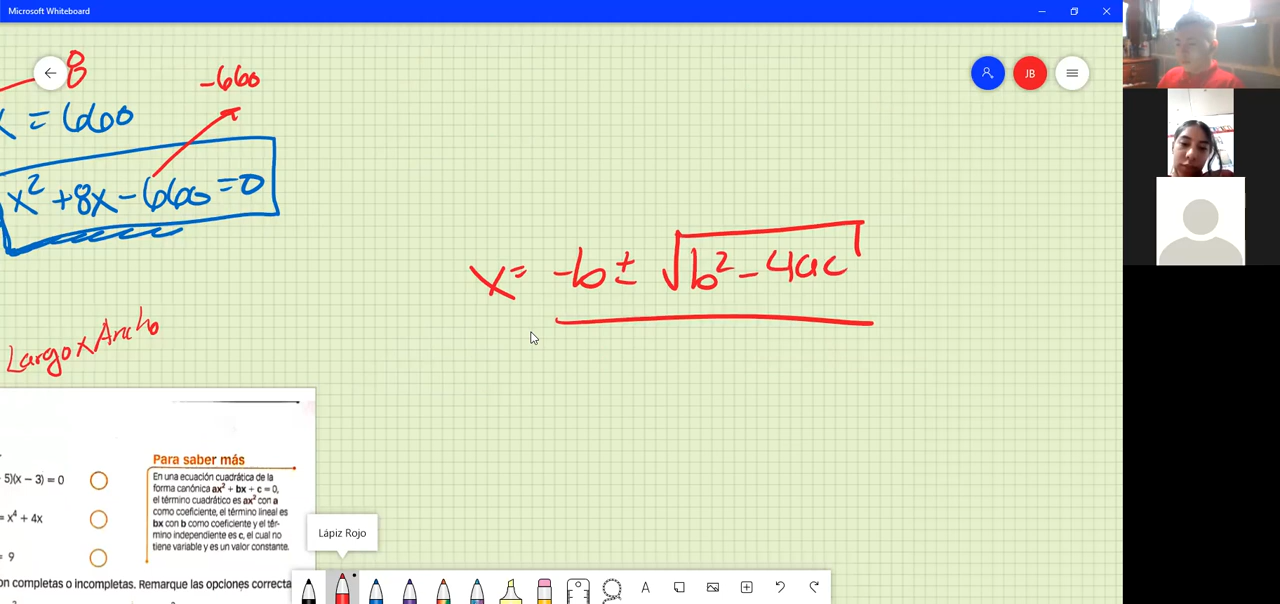 Microsoft Whiteboard
8
-660
x = 660
x² + 8x - 660 = 0
JB
x = -b ± √b² - 4ac
Largo x Ancho
5)(x − 3) = 0
= x⁴ + 4x
= 9
Para saber más
En una ecuación cuadrática de la
forma canónica ax² + bx + c = 0,
el término cuadrático es ax² con a
como coeficiente, el término lineal es
bx con b como coeficiente y el tér-
mino independiente es c, el cual no
tiene variable y es un valor constante.
Lápiz Rojo
on completas o incompletas. Remarque las opciones correcta
A